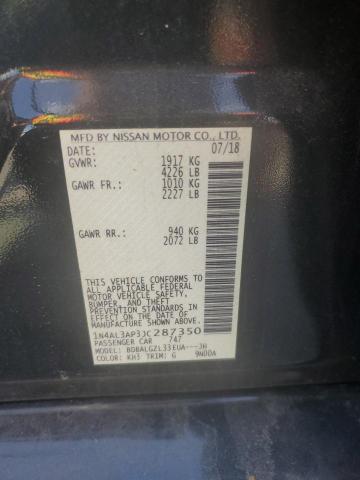 MFD BY NISSAN MOTOR CO., LTD.
DATE: 07/18
GVWR: 1917 KG
4226 LB
GAWR FR.: 1010 KG
2227 LB
GAWR RR.: 940 KG
2072 LB
THIS VEHICLE CONFORMS TO ALL
APPLICABLE FEDERAL
MOTOR VEHICLE SAFETY,
BUMPER, AND THEFT
PREVENTION STANDARDS
IN EFFECT ON THE DATE OF
MANUFACTURE SHOWN ABOVE.
1N4AL3AP3JC287350
PASSENGER CAR 747
MODEL: BDBALGZL33EUA---JH
COLOR: KH3 TRIM: G 9N00A